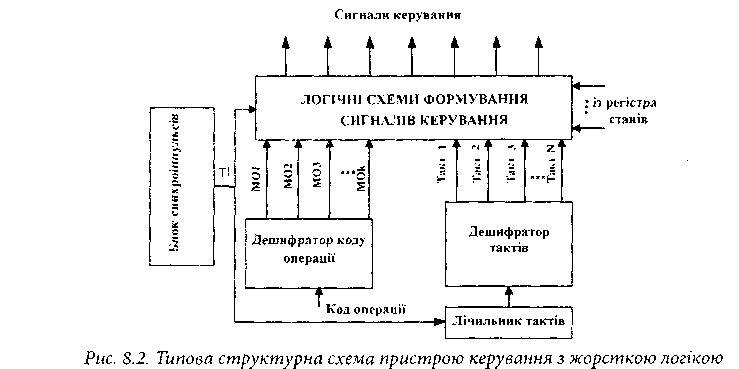 Сигнали керування
ЛОГІЧНІ СХЕМИ ФОРМУВАННЯ
СИГНАЛІВ КЕРУВАННЯ
із регістра
станів
Блок синхроімпульсів
ТІ
МО1
МО2
МО3
...
МОk
Такт 1
Такт 2
Такт 3
...
Такт N
Дешифратор коду
операції
Дешифратор
тактів
Код операції
Лічильник тактів
Рис. 8.2. Типова структурна схема пристрою керування з жорсткою логікою